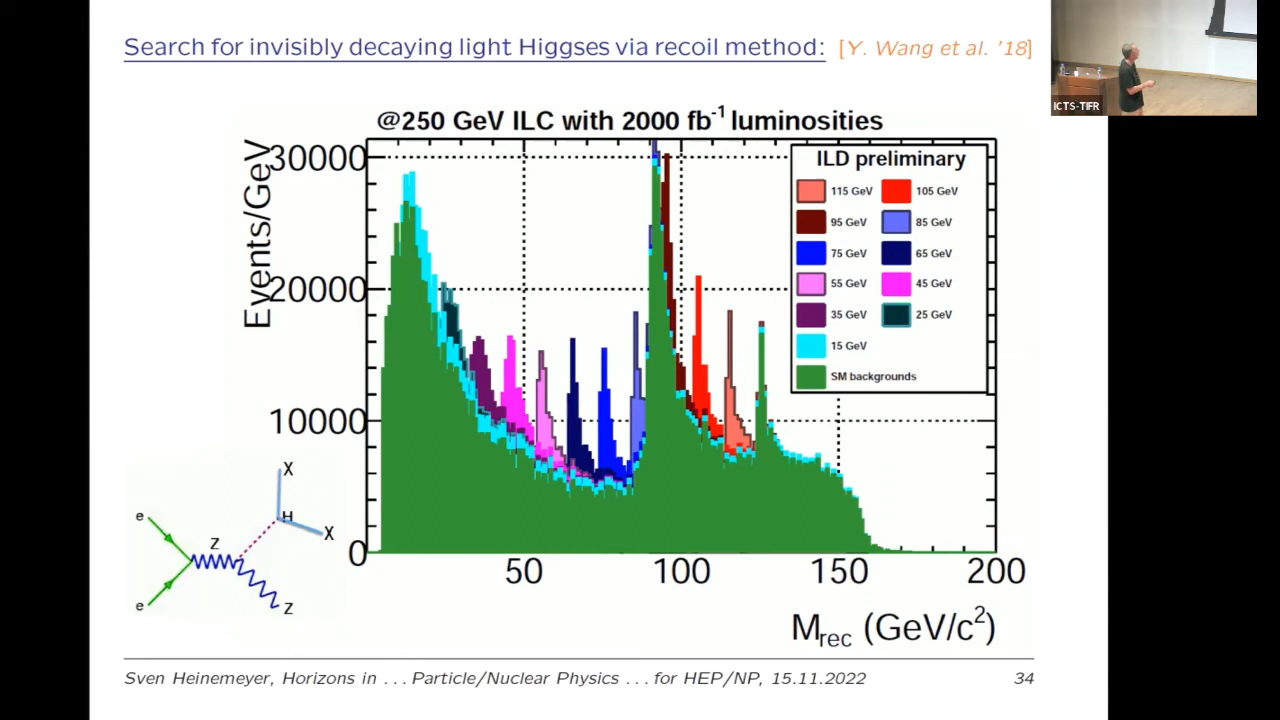 Search for invisibly decaying light Higgses via recoil method: [Y. Wang et al. '18]
ICTS-TIFR
@250 GeV ILC with 2000 fb⁻¹ luminosities
Events/GeV
30000
20000
10000
0
50
100
150
200
M_rec (GeV/c²)
ILD preliminary
115 GeV 105 GeV
95 GeV 85 GeV
75 GeV 65 GeV
55 GeV 45 GeV
35 GeV 25 GeV
15 GeV
SM backgrounds
X
H
X
e
Z
e
Z
Sven Heinemeyer, Horizons in ... Particle/Nuclear Physics ... for HEP/NP, 15.11.2022 34